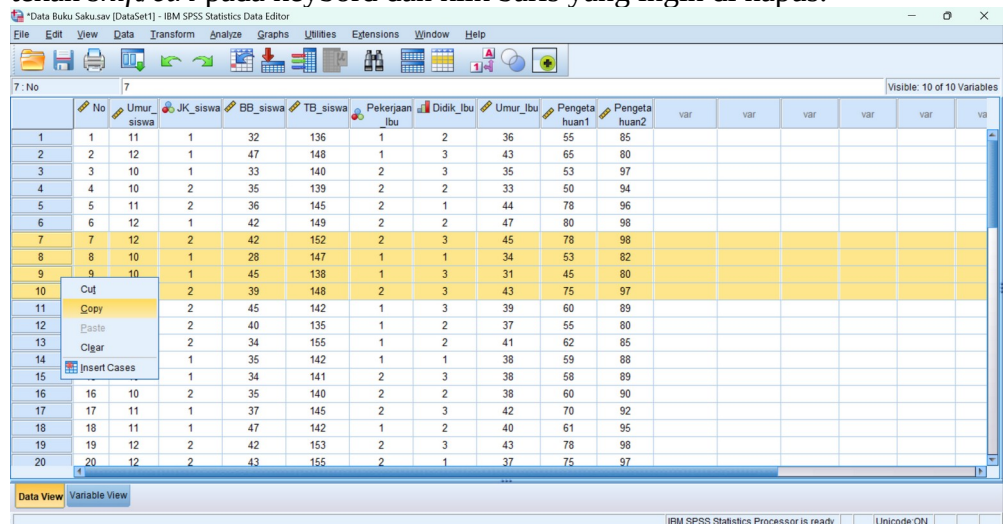 tekan shift ctrl pada keyboard dan klik baris yang ingin di hapus.
*Data Buku Saku.sav [DataSet1] - IBM SPSS Statistics Data Editor
File Edit View Data Transform Analyze Graphs Utilities Extensions Window Help
7 : No 7 Visible: 10 of 10 Variables
No Umur_siswa JK_siswa BB_siswa TB_siswa Pekerjaan_Ibu Didik_Ibu Umur_Ibu Pengetahuan1 Pengetahuan2 var var var var var va
1 1 11 1 32 136 1 2 36 55 85
2 2 12 1 47 148 1 3 43 65 80
3 3 10 1 33 140 2 3 35 53 97
4 4 10 2 35 139 2 2 33 50 94
5 5 11 2 36 145 2 1 44 78 96
6 6 12 1 42 149 2 2 47 80 98
7 7 12 2 42 152 2 3 45 78 98
8 8 10 1 28 147 1 1 34 53 82
9 9 10 1 45 138 1 3 31 45 80
10 Cut 2 39 148 2 3 43 75 97
11 Copy 2 45 142 1 3 39 60 89
12 Paste 2 40 135 1 2 37 55 80
13 Clear 2 34 155 1 2 41 62 85
14 1 35 142 1 1 38 59 88
Insert Cases
15 1 34 141 2 3 38 58 89
16 16 10 2 35 140 2 2 38 60 90
17 17 11 1 37 145 2 3 42 70 92
18 18 11 1 47 142 1 2 40 61 95
19 19 12 2 42 153 2 3 43 78 98
20 20 12 2 43 155 2 1 37 75 97
Data View Variable View
IBM SPSS Statistics Processor is ready Unicode:ON